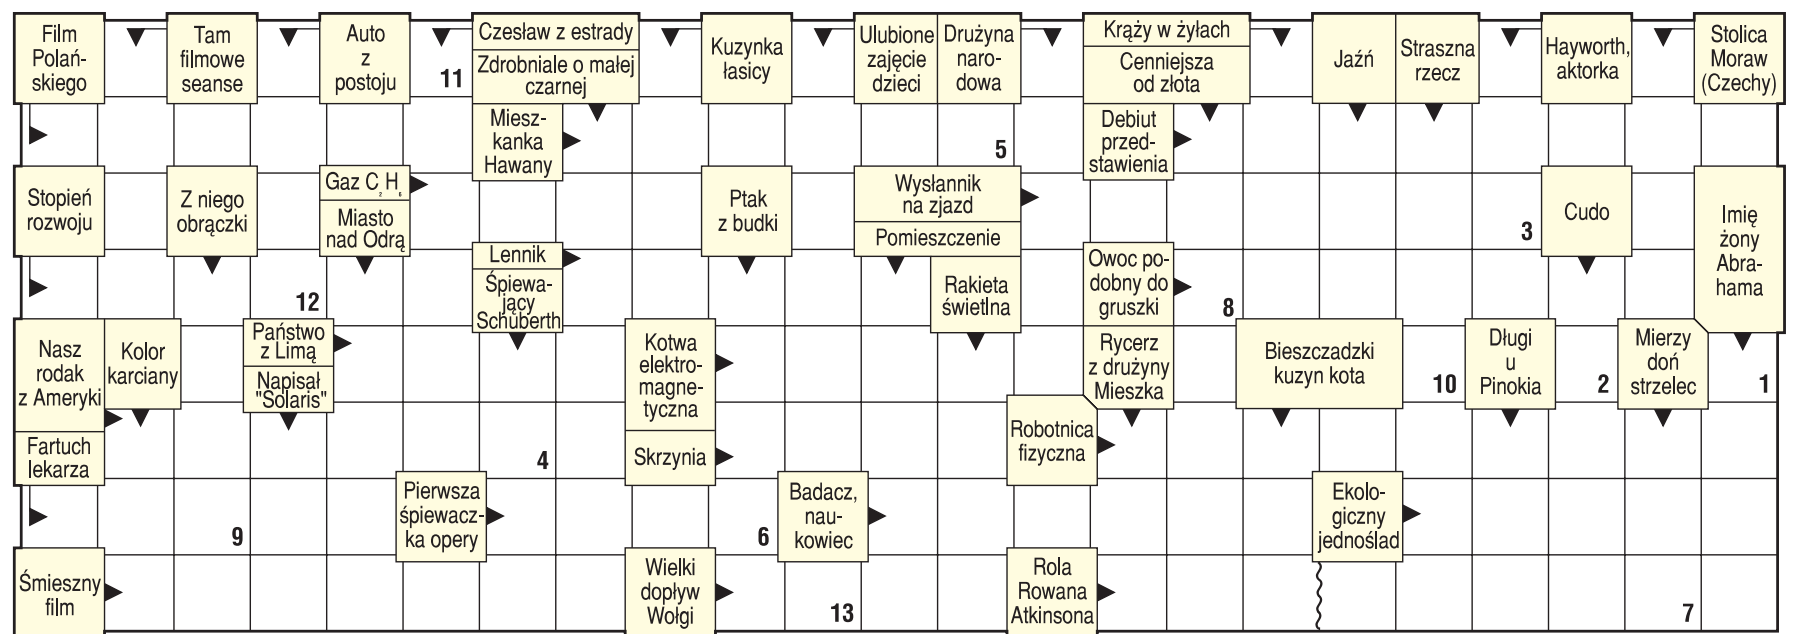 Film
Polań-
skiego
Tam
filmowe
seanse
Auto
z
postoju
11
Czesław z estrady
Zdrobniale o małej
czarnej
Kuzynka
łasicy
Ulubione
zajęcie
dzieci
Drużyna
naro-
dowa
Krąży w żyłach
Cenniejsza
od złota
Jaźń
Straszna
rzecz
Hayworth,
aktorka
Stolica
Moraw
(Czechy)
Miesz-
kanka
Hawany
5
Debiut
przed-
stawienia
Stopień
rozwoju
Z niego
obrączki
Gaz C₂H₆
Miasto
nad Odrą
Ptak
z budki
Wysłannik
na zjazd
Pomieszczenie
3
Cudo
Imię
żony
Abra-
hama
12
Lennik
Śpiewa-
jący
Schuberth
Rakieta
świetlna
Owoc po-
dobny do
gruszki
8
Nasz
rodak
z Ameryki
Kolor
karciany
Państwo
z Limą
Napisał
"Solaris"
Kotwa
elektro-
magne-
tyczna
Rycerz
z drużyny
Mieszka
Bieszczadzki
kuzyn kota
10
Długi
u
Pinokia
2
Mierzy
doń
strzelec
1
Fartuch
lekarza
4
Skrzynia
Robotnica
fizyczna
9
Pierwsza
śpiewacz-
ka opery
6
Badacz,
nau-
kowiec
Ekolo-
giczny
jednoślad
Śmieszny
film
Wielki
dopływ
Wołgi
13
Rola
Rowana
Atkinsona
7